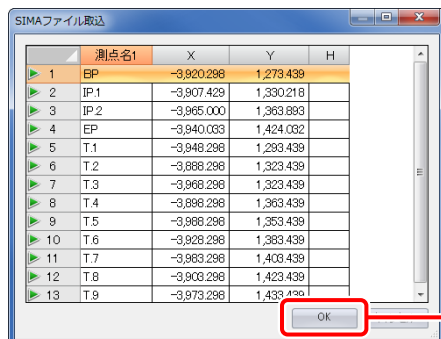 SIMAファイル取込
測点名1 X Y H
1 BP -3,920.298 1,273.439
2 IP.1 -3,907.429 1,330.218
3 IP.2 -3,965.000 1,363.893
4 EP -3,940.033 1,424.032
5 T.1 -3,948.298 1,293.439
6 T.2 -3,888.298 1,323.439
7 T.3 -3,968.298 1,323.439
8 T.4 -3,898.298 1,363.439
9 T.5 -3,988.298 1,353.439
10 T.6 -3,928.298 1,383.439
11 T.7 -3,983.298 1,403.439
12 T.8 -3,903.298 1,423.439
13 T.9 -3,973.298 1,433.439
OK